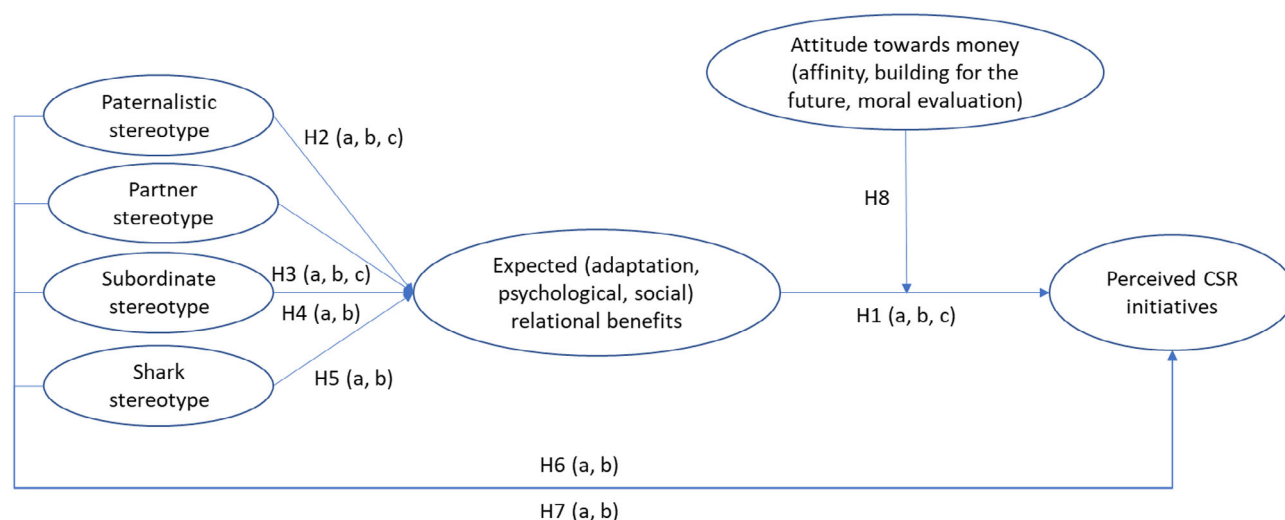 Attitude towards money
(affinity, building for the
future, moral evaluation)
Paternalistic
stereotype
H2 (a, b, c)
Partner
stereotype
H8
Subordinate
stereotype
H3 (a, b, c)
H4 (a, b)
Expected (adaptation,
psychological, social)
relational benefits
H1 (a, b, c)
Perceived CSR
initiatives
Shark
stereotype
H5 (a, b)
H6 (a, b)
H7 (a, b)